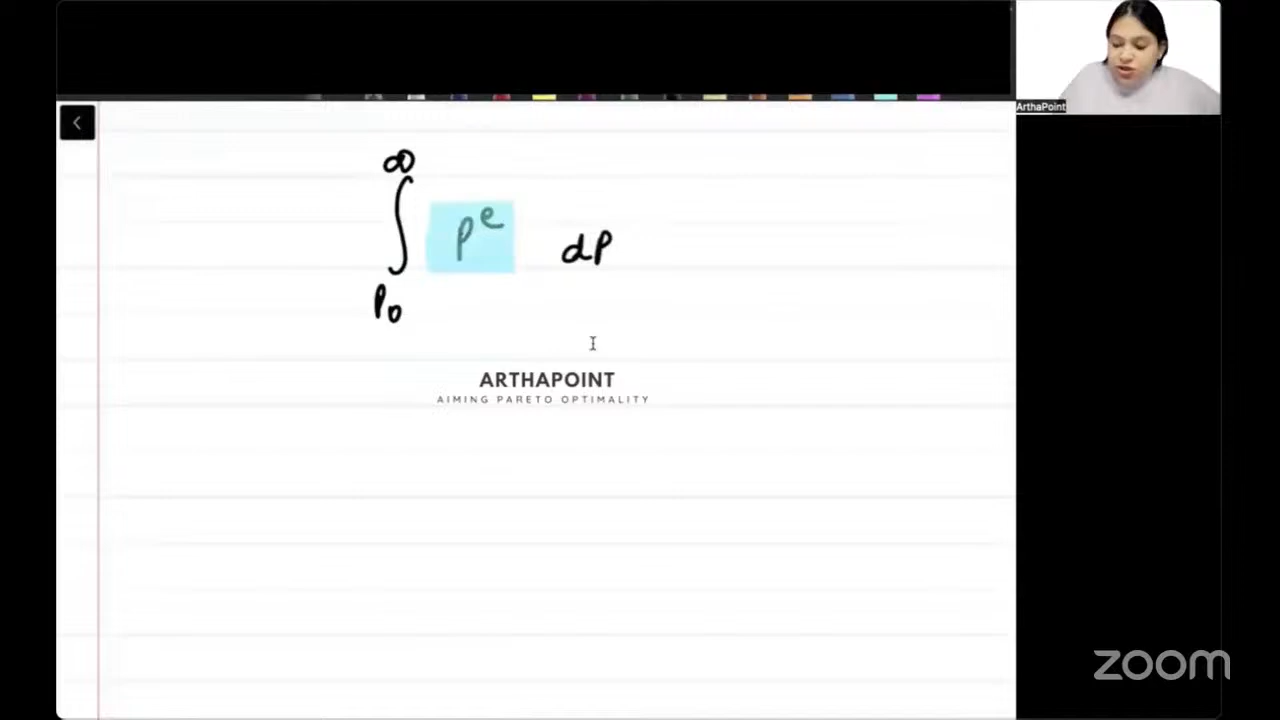 ArthaPoint
∞
∫ p^e dp
P₀
ARTHAPOINT
AIMING PARETO OPTIMALITY
zoom